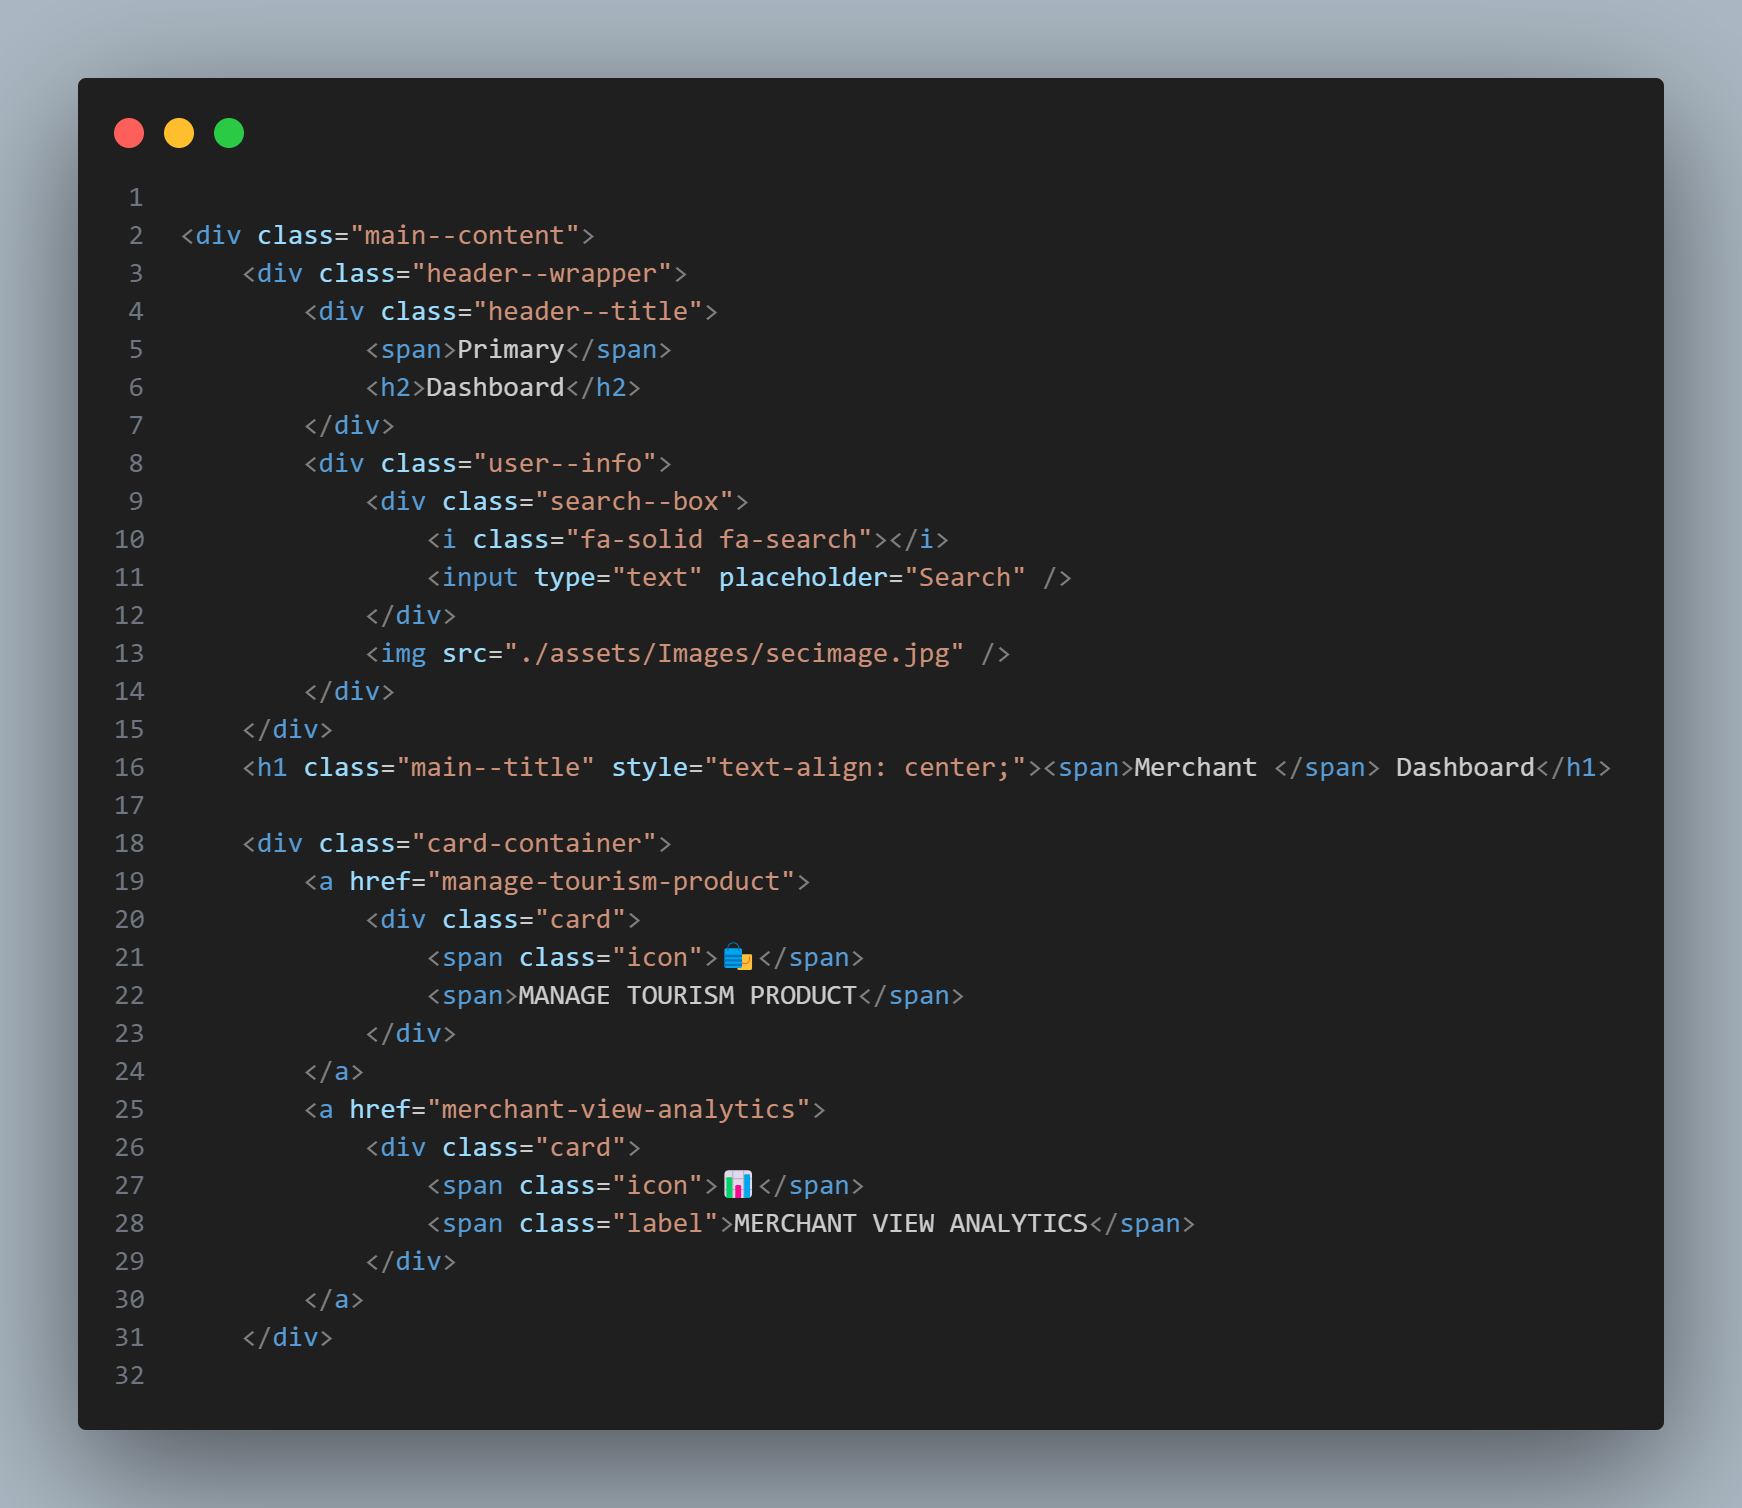 1
2 <div class="main--content">
3     <div class="header--wrapper">
4         <div class="header--title">
5             <span>Primary</span>
6             <h2>Dashboard</h2>
7         </div>
8         <div class="user--info">
9             <div class="search--box">
10                 <i class="fa-solid fa-search"></i>
11                 <input type="text" placeholder="Search" />
12             </div>
13             <img src="./assets/Images/secimage.jpg" />
14         </div>
15     </div>
16     <h1 class="main--title" style="text-align: center;"><span>Merchant </span> Dashboard</h1>
17
18     <div class="card-container">
19         <a href="manage-tourism-product">
20             <div class="card">
21                 <span class="icon">🛍️</span>
22                 <span>MANAGE TOURISM PRODUCT</span>
23             </div>
24         </a>
25         <a href="merchant-view-analytics">
26             <div class="card">
27                 <span class="icon">📊</span>
28                 <span class="label">MERCHANT VIEW ANALYTICS</span>
29             </div>
30         </a>
31     </div>
32